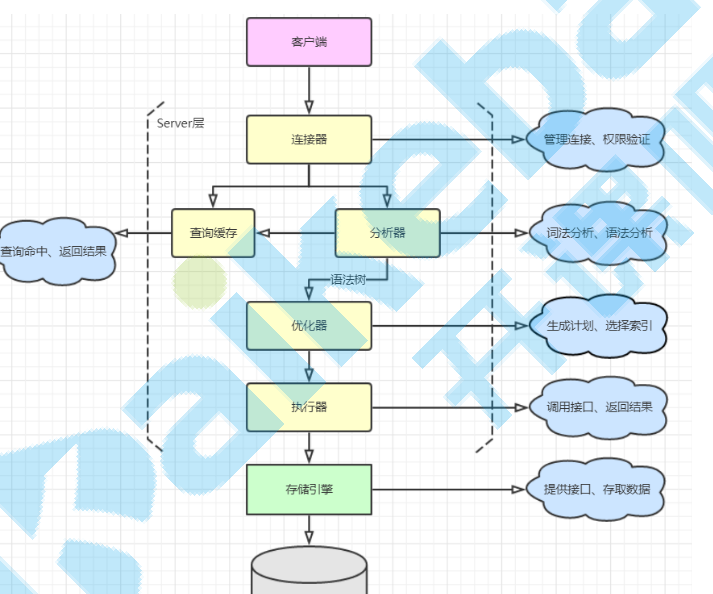 客户端
Server层
连接器
管理连接、权限验证
查询缓存
分析器
查询命中、返回结果
词法分析、语法分析
语法树
优化器
生成计划、选择索引
执行器
调用接口、返回结果
存储引擎
提供接口、存取数据
kaikeba
开课吧